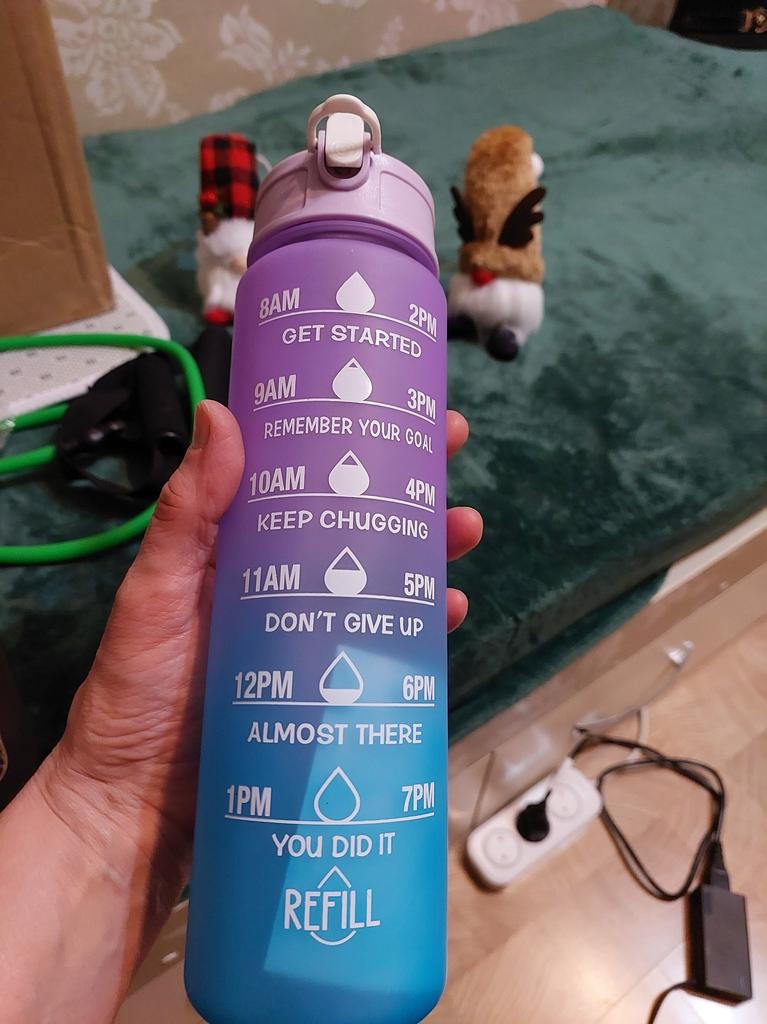 8AM 2PM
GET STARTED
9AM 3PM
REMEMBER YOUR GOAL
10AM 4PM
KEEP CHUGGING
11AM 5PM
DON'T GIVE UP
12PM 6PM
ALMOST THERE
1PM 7PM
YOU DID IT
REFILL